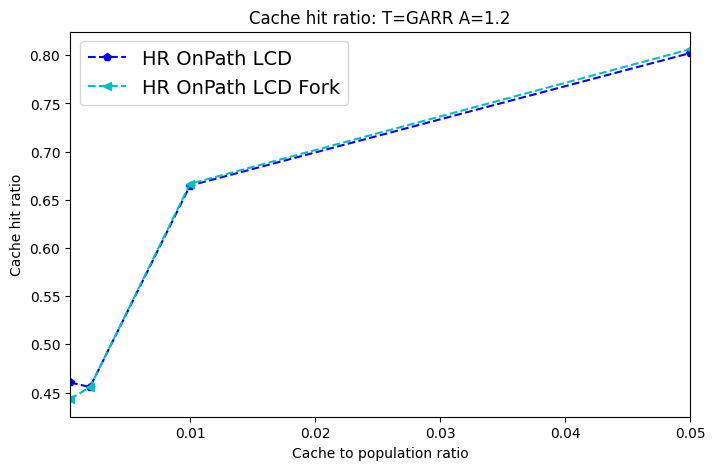 Cache hit ratio: T=GARR A=1.2
HR OnPath LCD
HR OnPath LCD Fork
Cache hit ratio
0.80
0.75
0.70
0.65
0.60
0.55
0.50
0.45
0.01 0.02 0.03 0.04 0.05
Cache to population ratio